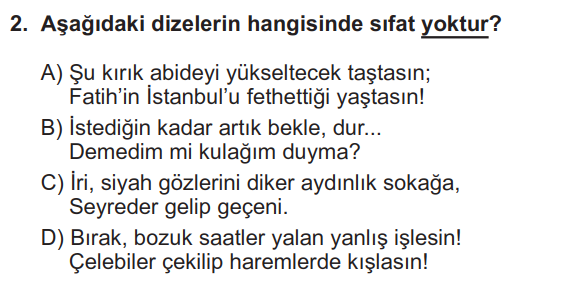 2. Aşağıdaki dizelerin hangisinde sıfat yoktur?
A) Şu kırık abideyi yükseltecek taştasın;
Fatih’in İstanbul’u fethettiği yaştasın!
B) İstediğin kadar artık bekle, dur...
Demedim mi kulağım duyma?
C) İri, siyah gözlerini diker aydınlık sokağa,
Seyreder gelip geçeni.
D) Bırak, bozuk saatler yalan yanlış işlesin!
Çelebiler çekilip haremlerde kışlasın!